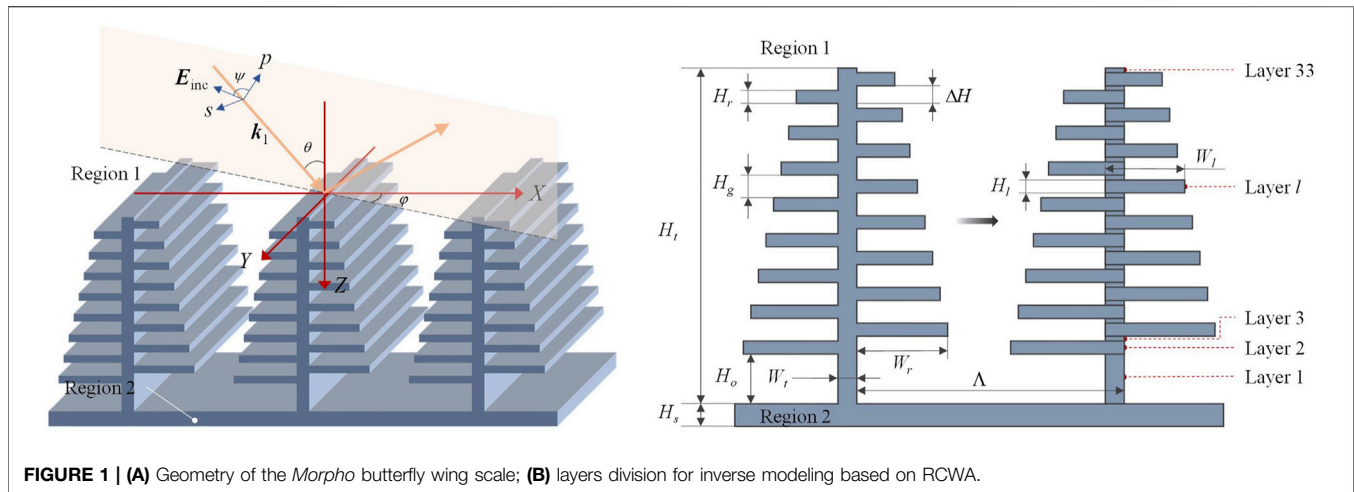 p
E_inc
ψ
s
k_1
θ
Region 1
X
φ
Y
Z
Region 2
Region 1
H_r
ΔH
H_g
H_t
H_o
W_t
W_r
H_s
Region 2
Λ
Layer 33
W_l
H_l
Layer l
Layer 3
Layer 2
Layer 1
FIGURE 1 | (A) Geometry of the Morpho butterfly wing scale; (B) layers division for inverse modeling based on RCWA.